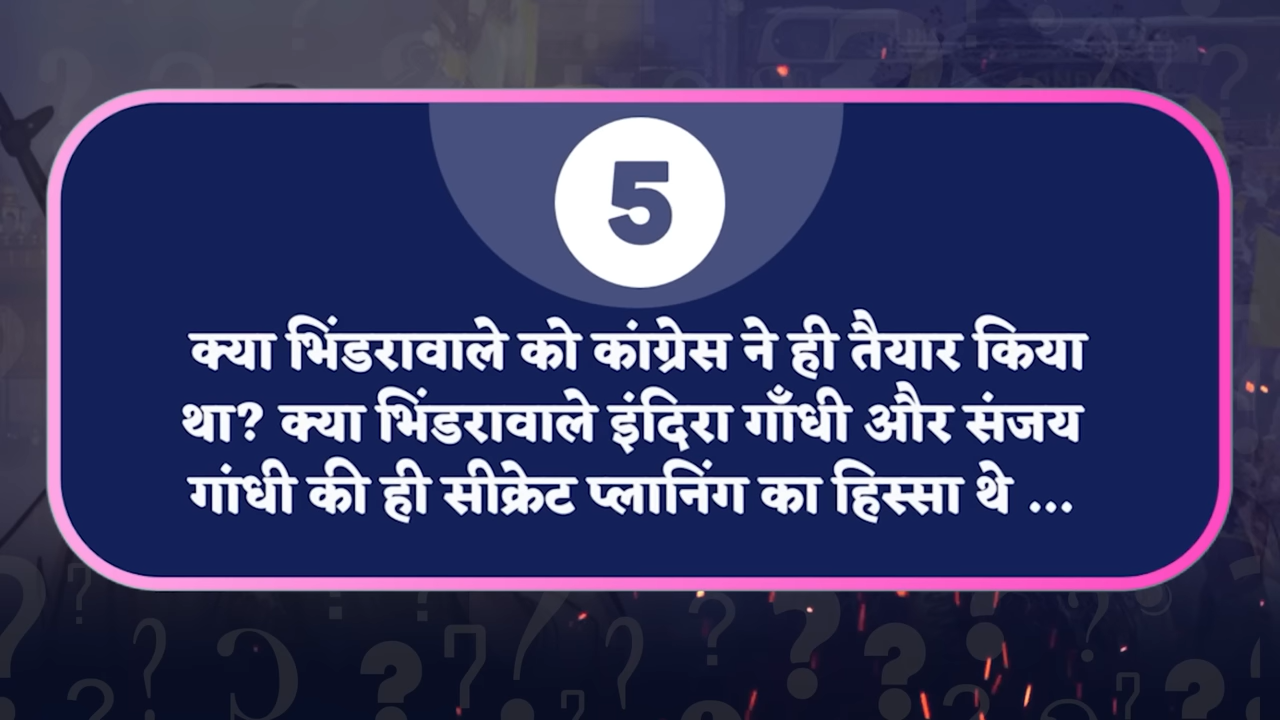 5
क्या भिंडरावाले को कांग्रेस ने ही तैयार किया
था? क्या भिंडरावाले इंदिरा गाँधी और संजय
गांधी की ही सीक्रेट प्लानिंग का हिस्सा थे ...